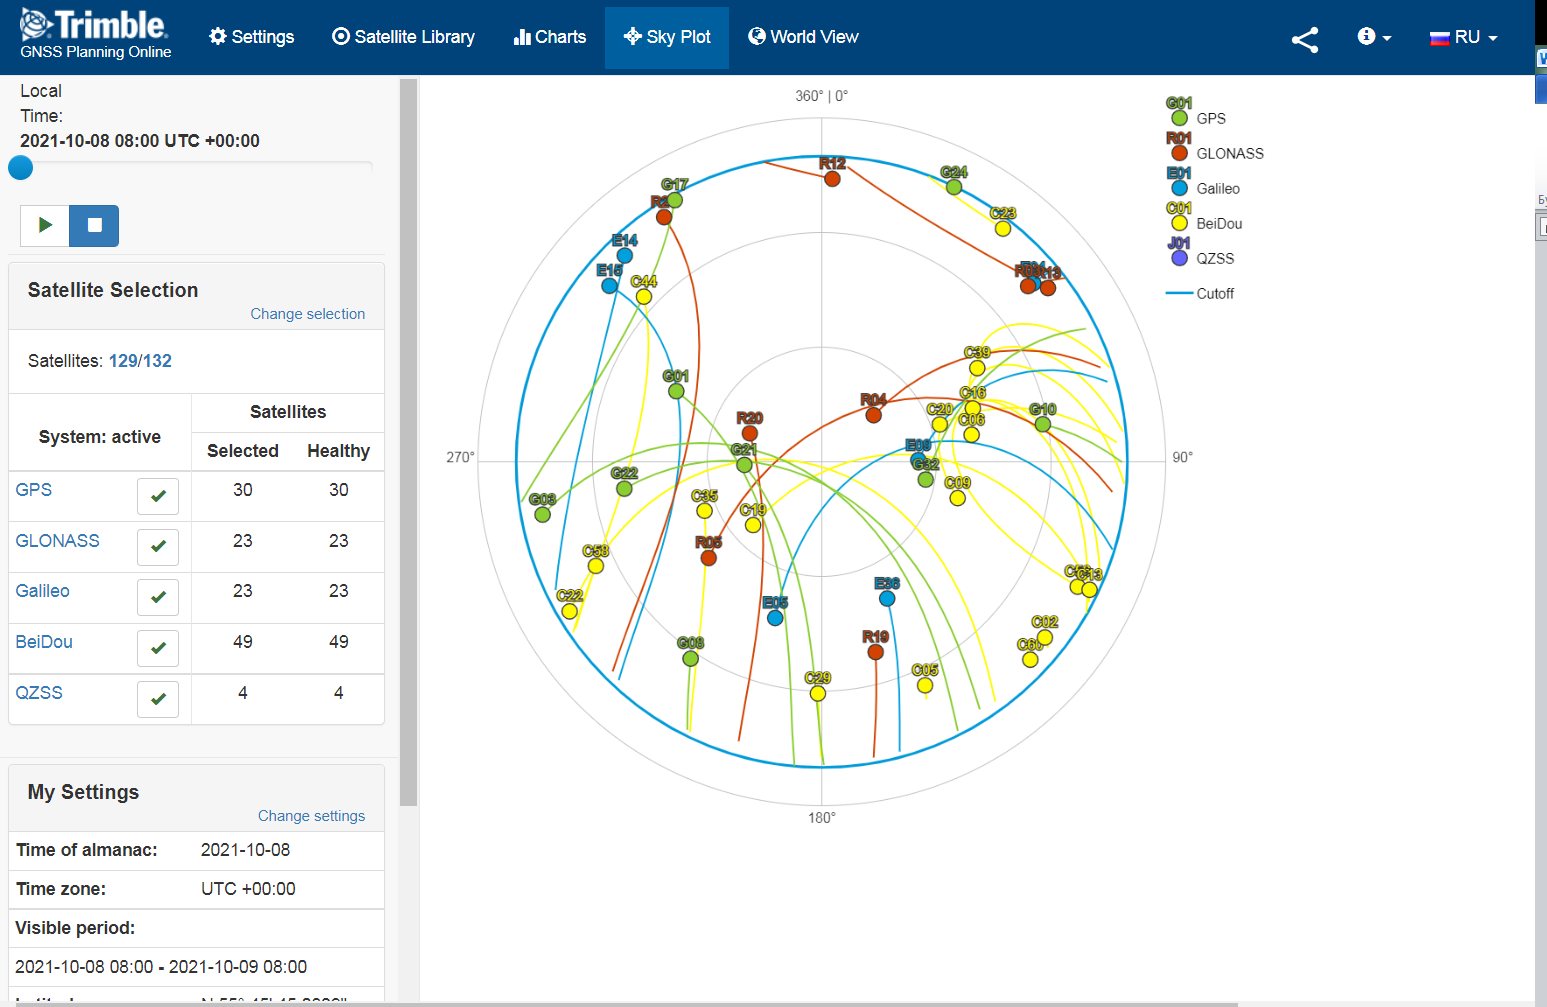 Trimble.
GNSS Planning Online
Settings
Satellite Library
Charts
Sky Plot
World View
RU
Local
Time:
2021-10-08 08:00 UTC +00:00
Satellite Selection
Change selection
Satellites: 129/132
System: active
Satellites
Selected
Healthy
GPS 30 30
GLONASS 23 23
Galileo 23 23
BeiDou 49 49
QZSS 4 4
My Settings
Change settings
Time of almanac: 2021-10-08
Time zone: UTC +00:00
Visible period:
2021-10-08 08:00 - 2021-10-09 08:00
360° | 0°
90°
180°
270°
R12
G24
G17
C23
E14
E15
C44
C39
G01
C16
R04
C20
G10
R20
C06
E09
G21
G32
G22
C09
C35
G03
C19
R05
C58
E36
C22
E05
C02
R19
G08
C05
C29
G01
GPS
R01
GLONASS
E01
Galileo
C01
BeiDou
J01
QZSS
Cutoff